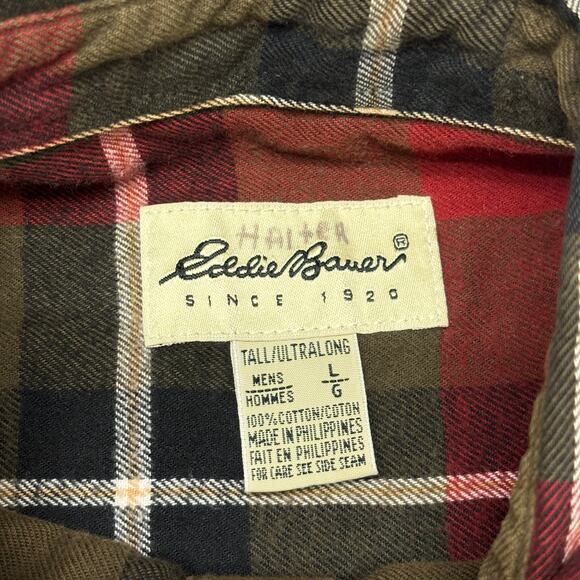 HALTER
Eddie Bauer®
SINCE 1920
TALL/ULTRALONG
MENS L
HOMMES G
100% COTTON/COTON
MADE IN PHILIPPINES
FAIT EN PHILIPPINES
FOR CARE SEE SIDE SEAM